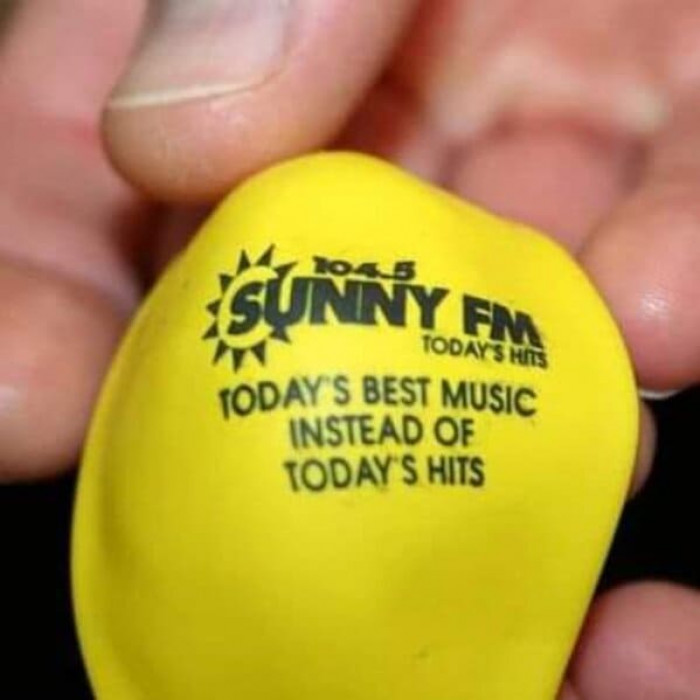 104.5
SUNNY FM
TODAY'S HITS
TODAY'S BEST MUSIC
INSTEAD OF
TODAY'S HITS